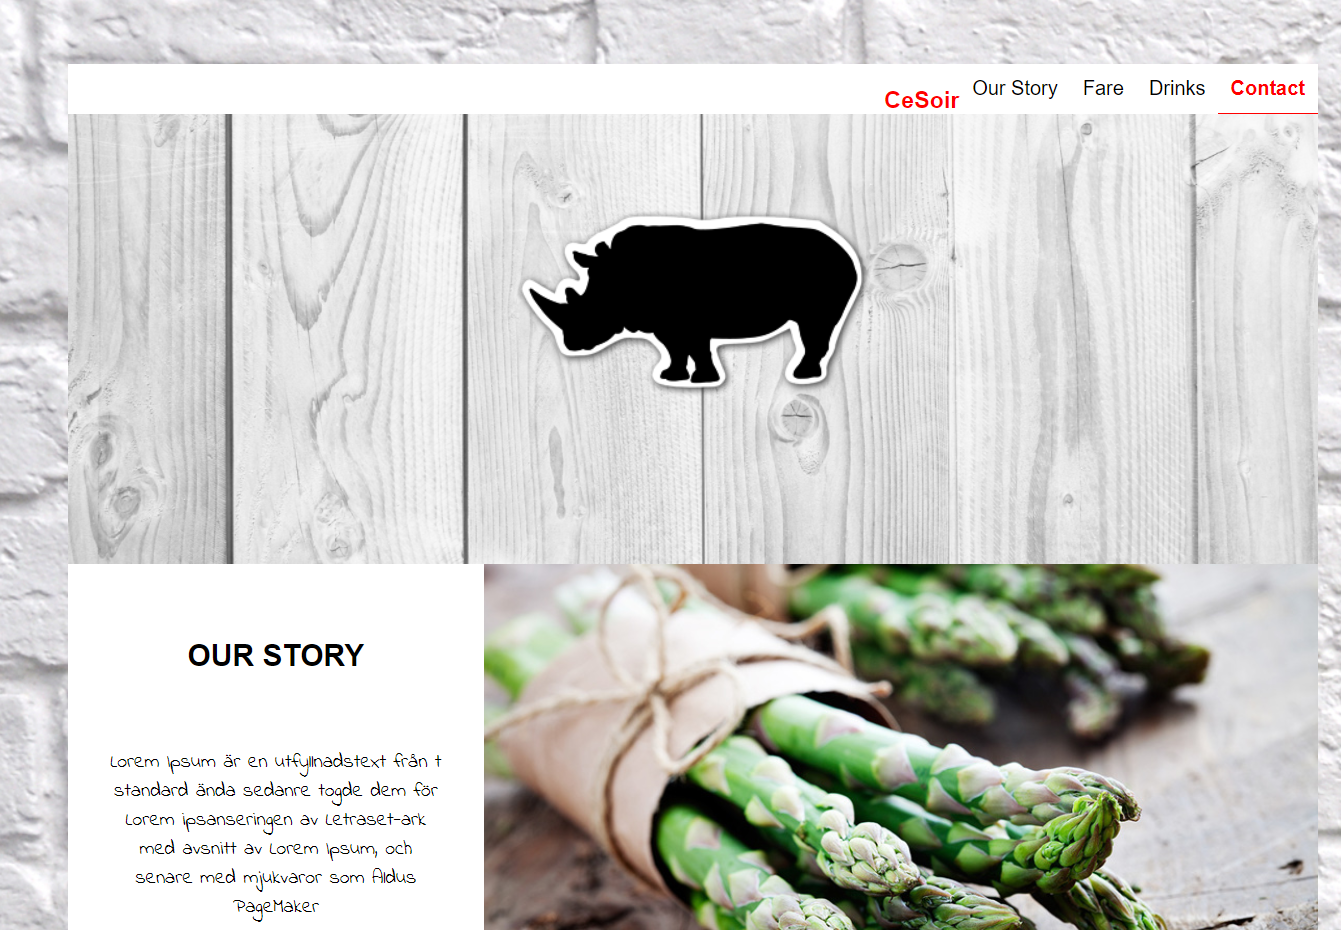 CeSoir Our Story Fare Drinks Contact
OUR STORY
Lorem Ipsum är en utfyllnadstext från t
standard ända sedanre togde dem för
Lorem ipsanseringen av Letraset-ark
med avsnitt av Lorem Ipsum, och
senare med mjukvaror som Aldus
PageMaker